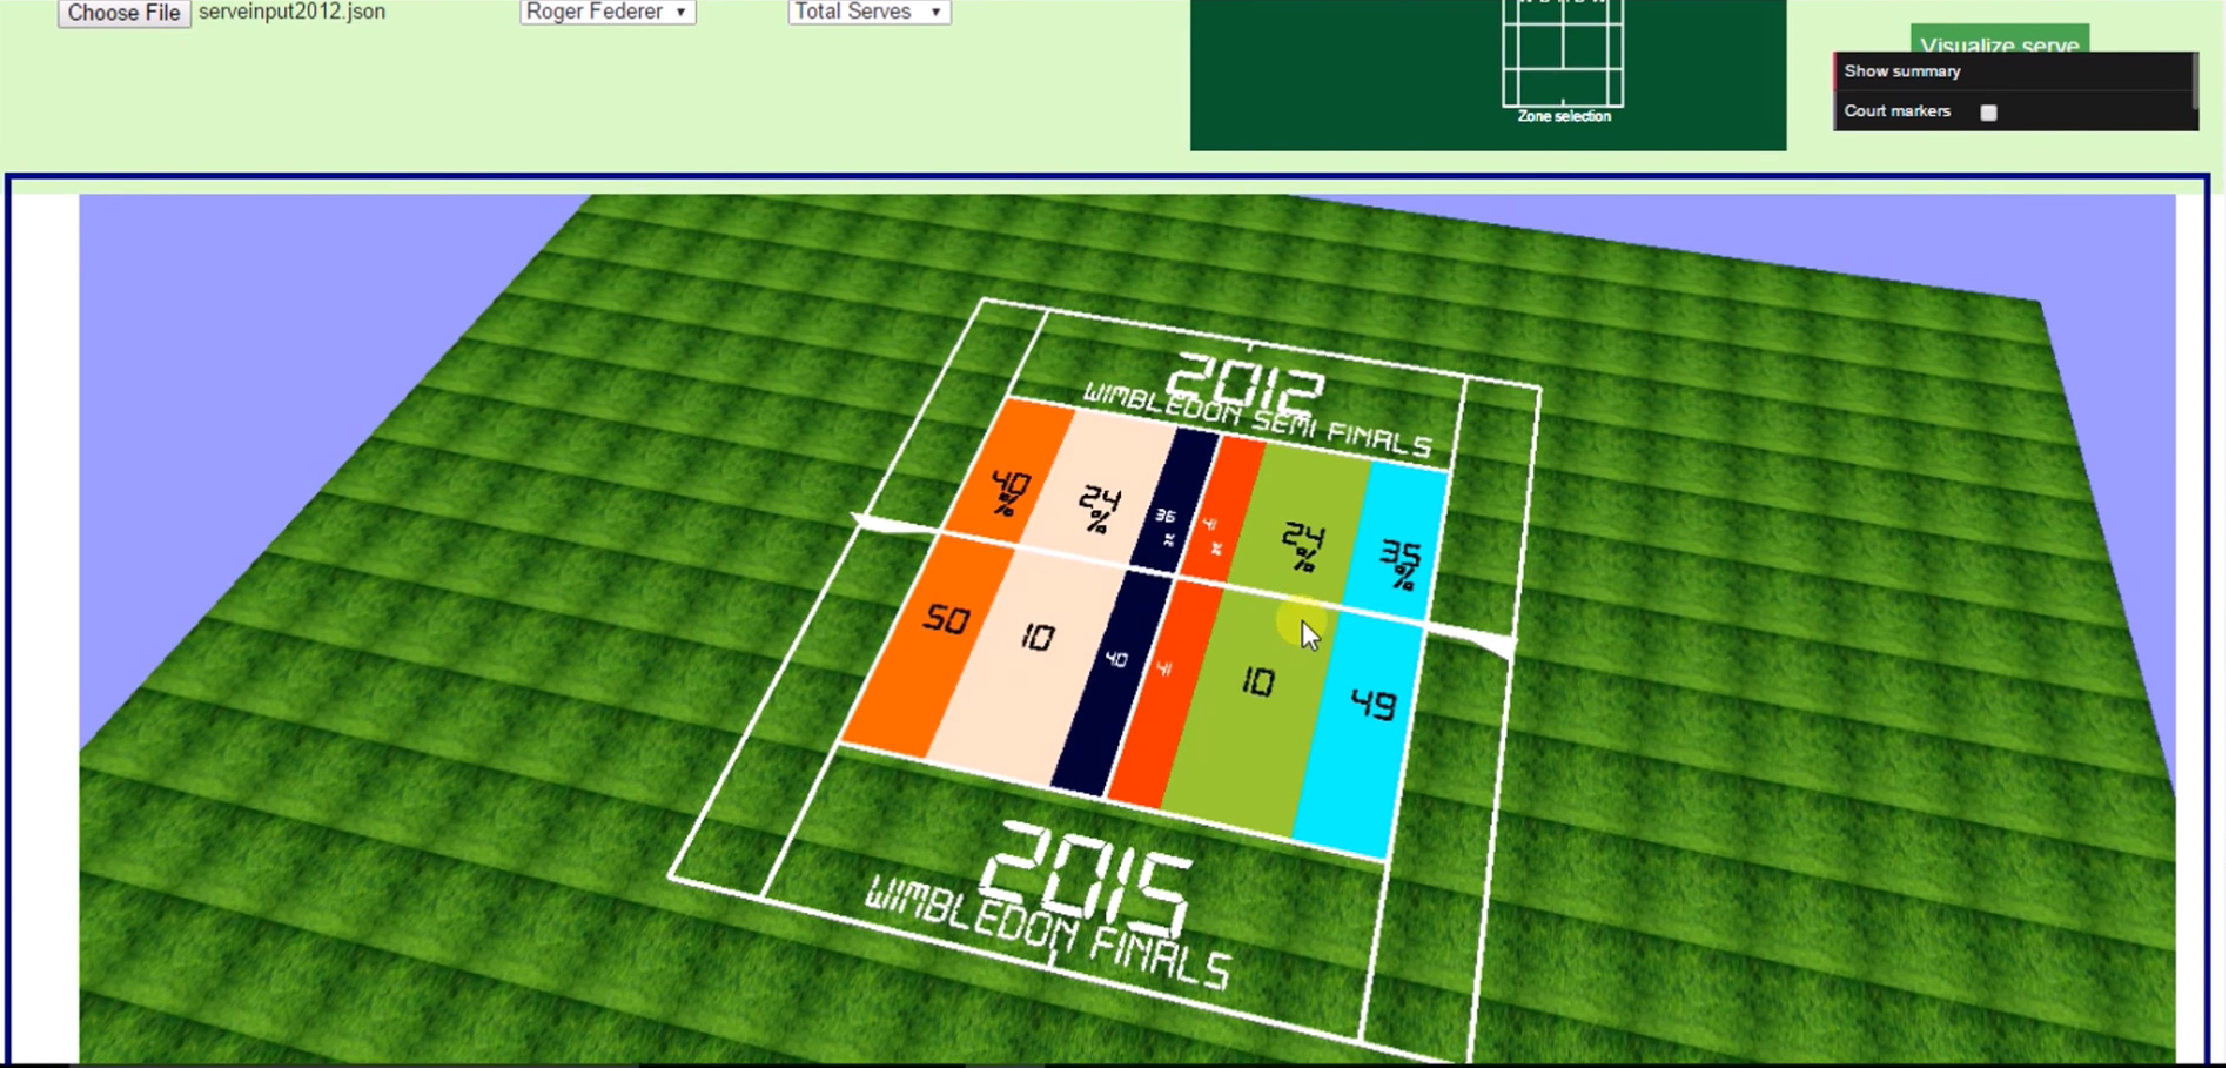 Choose File serveinput2012.json
Roger Federer
Total Serves
Visualize serve
Show summary
Court markers
Zone selection
2012
WIMBLEDON SEMI FINALS
40 %
24 %
36 %
41 %
24 %
35 %
50
10
40
41
10
49
2015
WIMBLEDON FINALS